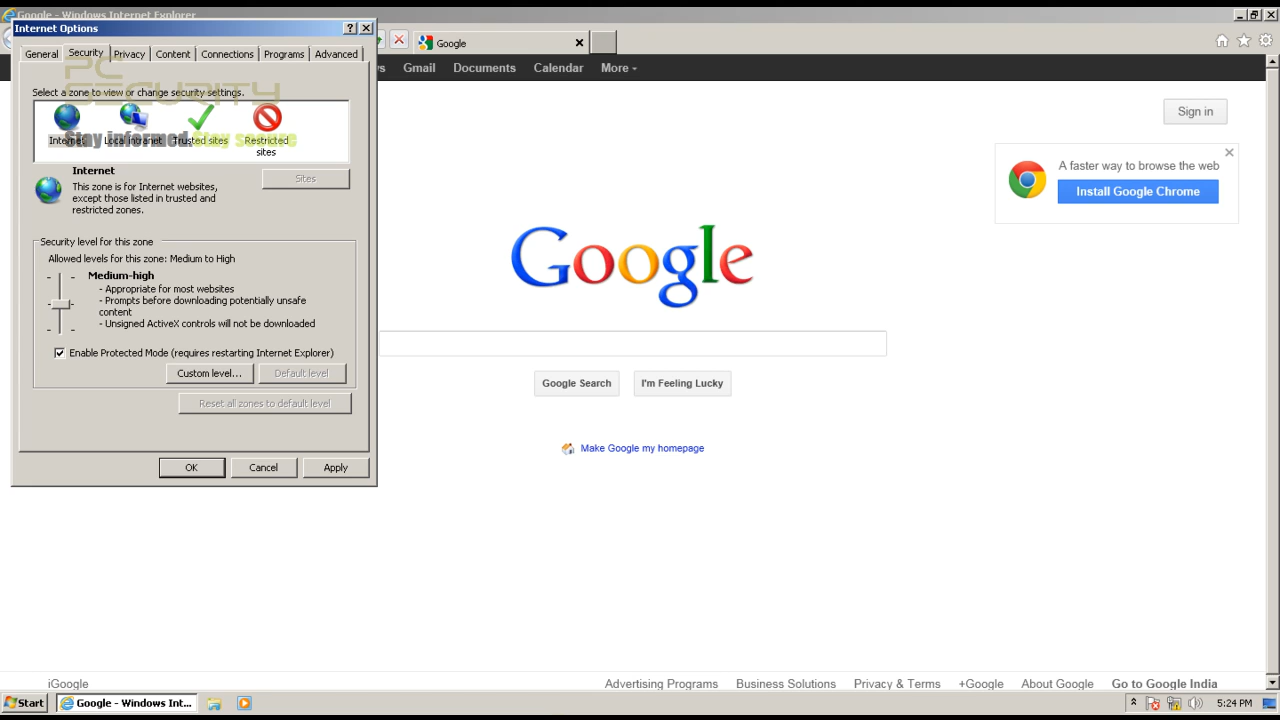 Google - Windows Internet Explorer
Internet Options
General Security Privacy Content Connections Programs Advanced
PC
SECURITY
Select a zone to view or change security settings.
Stay informed.Stay secure
Internet Local intranet Trusted sites Restricted sites
Internet
Sites
This zone is for Internet websites,
except those listed in trusted and
restricted zones.
Security level for this zone
Allowed levels for this zone: Medium to High
Medium-high
- Appropriate for most websites
- Prompts before downloading potentially unsafe
content
- Unsigned ActiveX controls will not be downloaded
Enable Protected Mode (requires restarting Internet Explorer)
Custom level... Default level
Reset all zones to default level
OK Cancel Apply
Google
Gmail Documents Calendar More
Sign in
A faster way to browse the web
Install Google Chrome
Google
Google Search I'm Feeling Lucky
Make Google my homepage
iGoogle Advertising Programs Business Solutions Privacy & Terms +Google About Google Go to Google India
Start Google - Windows Int... 5:24 PM